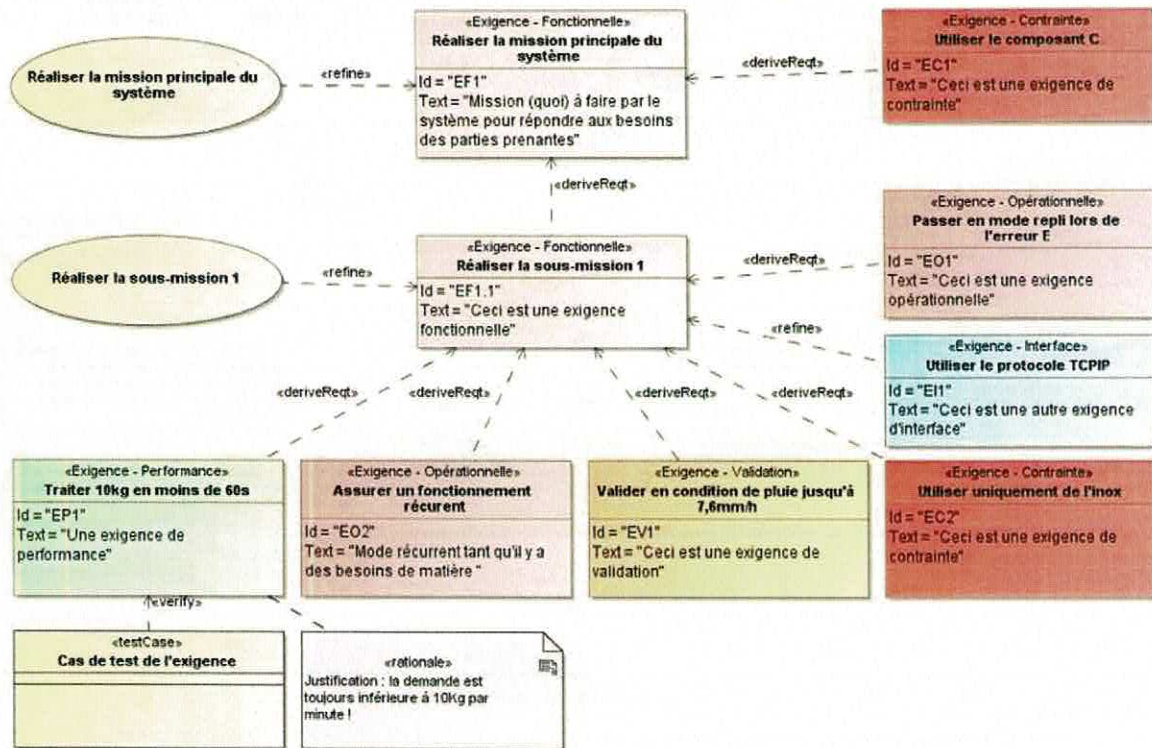 «Exigence - Fonctionnelle»
Réaliser la mission principale du
système
Id = "EF1"
Text = "Mission (quoi) à faire par le
système pour répondre aux besoins
des parties prenantes"
«Exigence - Contrainte»
Utiliser le composant C
Id = "EC1"
Text = "Ceci est une exigence de
contrainte"
Réaliser la mission principale du
système
«refine»
«deriveReqt»
«deriveReqt»
«Exigence - Fonctionnelle»
Réaliser la sous-mission 1
Id = "EF1.1"
Text = "Ceci est une exigence
fonctionnelle"
«Exigence - Opérationnelle»
Passer en mode repli lors de
l'erreur E
Id = "EO1"
Text = "Ceci est une exigence
opérationnelle"
Réaliser la sous-mission 1
«refine»
«deriveReqt»
«refine»
«Exigence - Interface»
Utiliser le protocole TCPIP
Id = "EI1"
Text = "Ceci est une autre exigence
d'interface"
«deriveReqt»
«deriveReqt»
«deriveReqt»
«deriveReqt»
«Exigence - Performance»
Traiter 10kg en moins de 60s
Id = "EP1"
Text = "Une exigence de
performance"
«Exigence - Opérationnelle»
Assurer un fonctionnement
récurent
Id = "EO2"
Text = "Mode récurrent tant qu'il y a
des besoins de matière "
«Exigence - Validation»
Valider en condition de pluie jusqu'à
7,6mm/h
Id = "EV1"
Text = "Ceci est une exigence de
validation"
«Exigence - Contrainte»
Utiliser uniquement de l'inox
Id = "EC2"
Text = "Ceci est une exigence de
contrainte"
«verify»
«testCase»
Cas de test de l'exigence
«rationale»
Justification : la demande est
toujours inférieure à 10Kg par
minute !